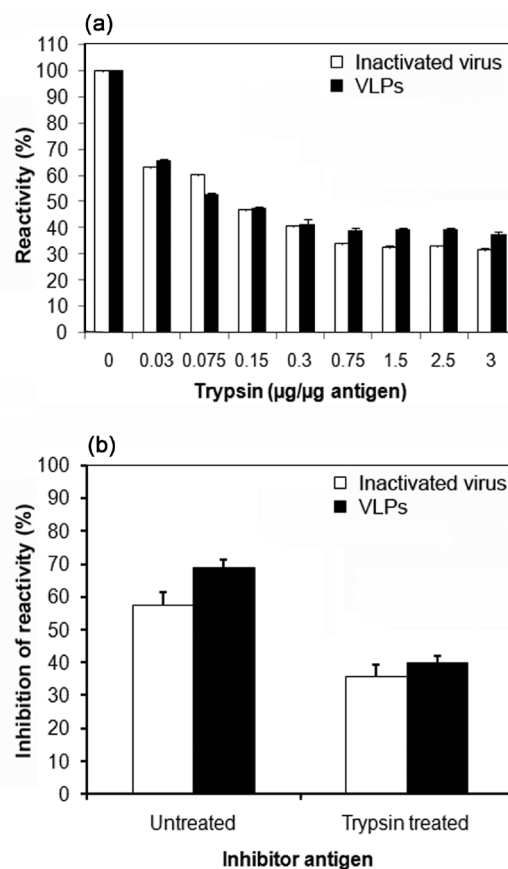 (a)
Inactivated virus
VLPs
Reactivity (%)
110
100
90
80
70
60
50
40
30
20
10
0
0 0.03 0.075 0.15 0.3 0.75 1.5 2.5 3
Trypsin (µg/µg antigen)
(b)
Inactivated virus
VLPs
Inhibition of reactivity (%)
100
90
80
70
60
50
40
30
20
10
0
Untreated Trypsin treated
Inhibitor antigen